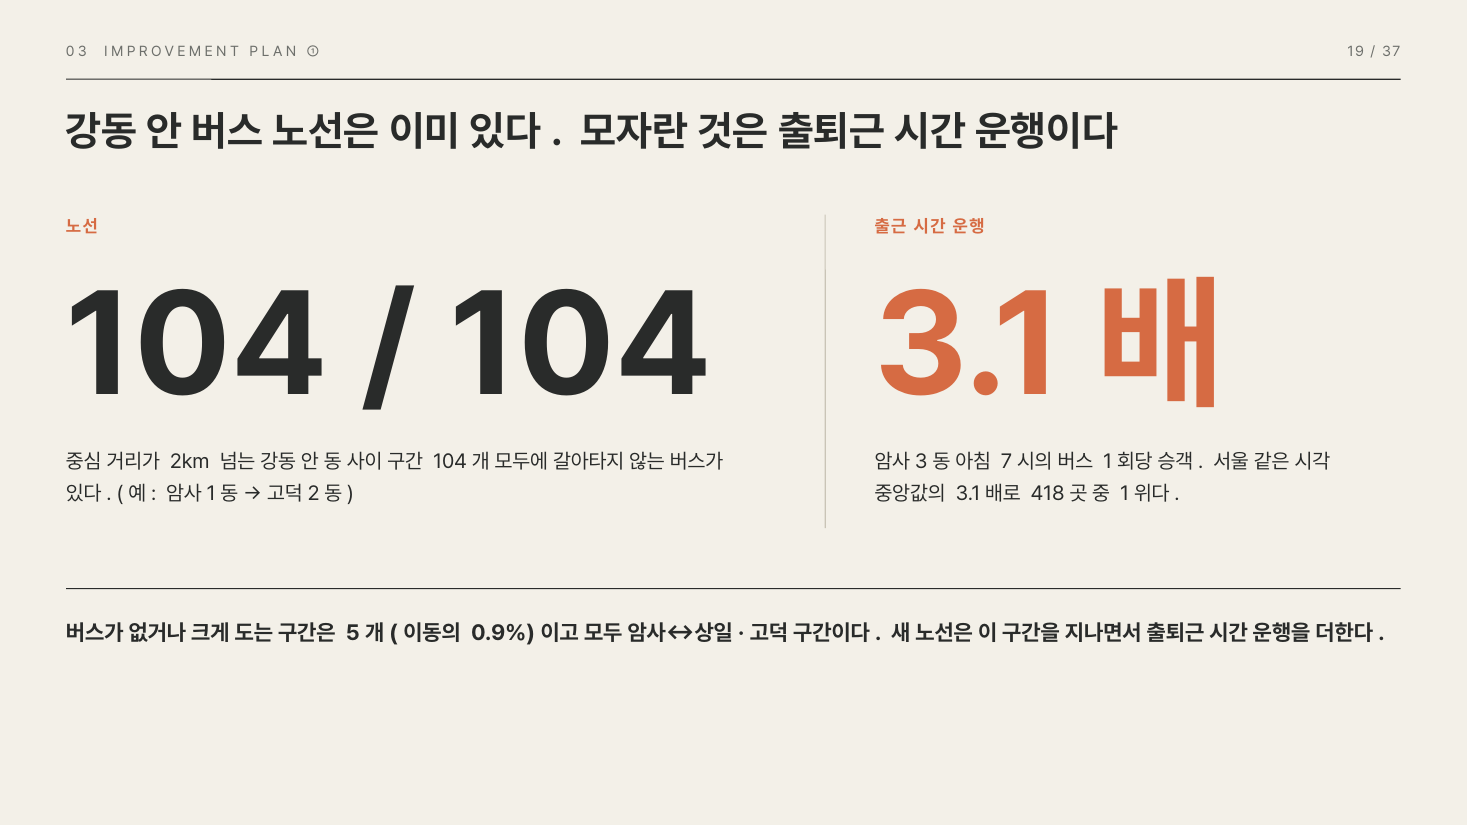 03 IMPROVEMENT PLAN ①
19 / 37
강동 안 버스 노선은 이미 있다 . 모자란 것은 출퇴근 시간 운행이다
노선
104 / 104
중심 거리가 2km 넘는 강동 안 동 사이 구간 104 개 모두에 갈아타지 않는 버스가
있다 . ( 예 : 암사 1 동 → 고덕 2 동 )
출근 시간 운행
3.1 배
암사 3 동 아침 7 시의 버스 1 회당 승객 . 서울 같은 시각
중앙값의 3.1 배로 418 곳 중 1 위다 .
버스가 없거나 크게 도는 구간은 5 개 ( 이동의 0.9%) 이고 모두 암사↔상일 · 고덕 구간이다 . 새 노선은 이 구간을 지나면서 출퇴근 시간 운행을 더한다 .